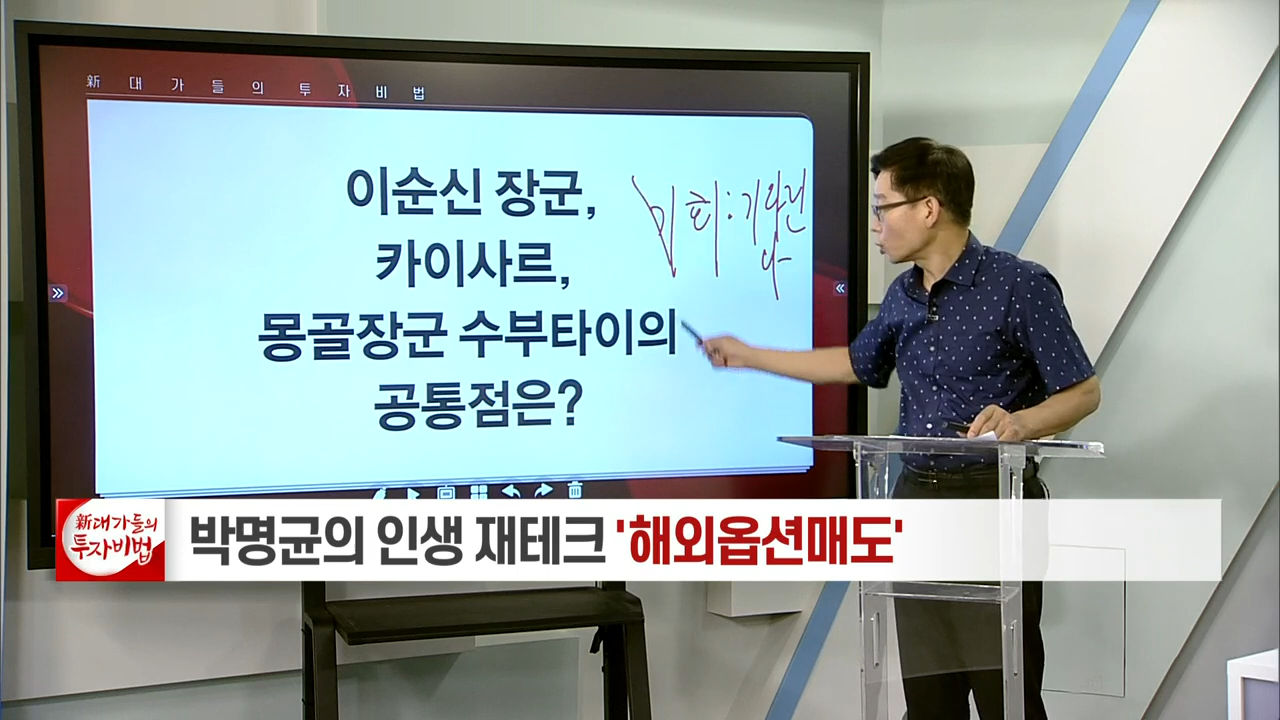 新 대가들의 투자비법
이순신 장군,
카이사르,
몽골장군 수부타이의
공통점은?
新대가들의
투자비법
박명균의 인생 재테크 '해외옵션매도'